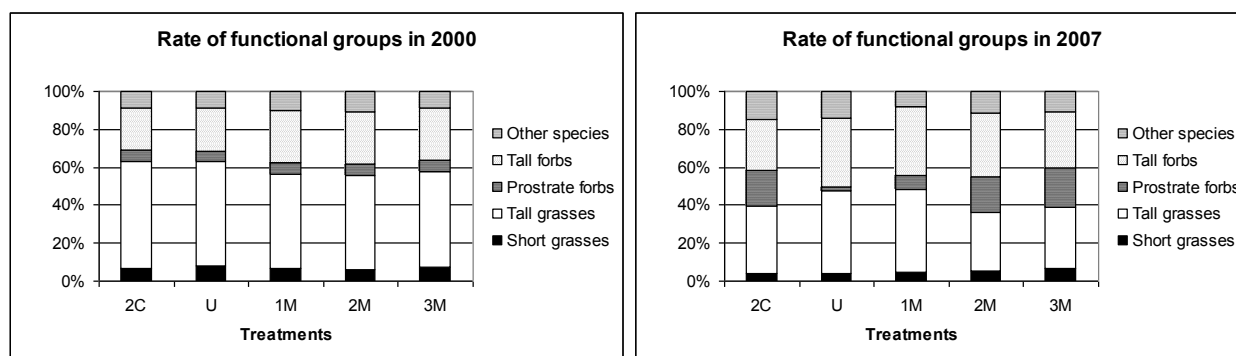 Rate of functional groups in 2000
100%
80%
60%
40%
20%
0%
2C U 1M 2M 3M
Treatments
Other species
Tall forbs
Prostrate forbs
Tall grasses
Short grasses
Rate of functional groups in 2007
100%
80%
60%
40%
20%
0%
2C U 1M 2M 3M
Treatments
Other species
Tall forbs
Prostrate forbs
Tall grasses
Short grasses